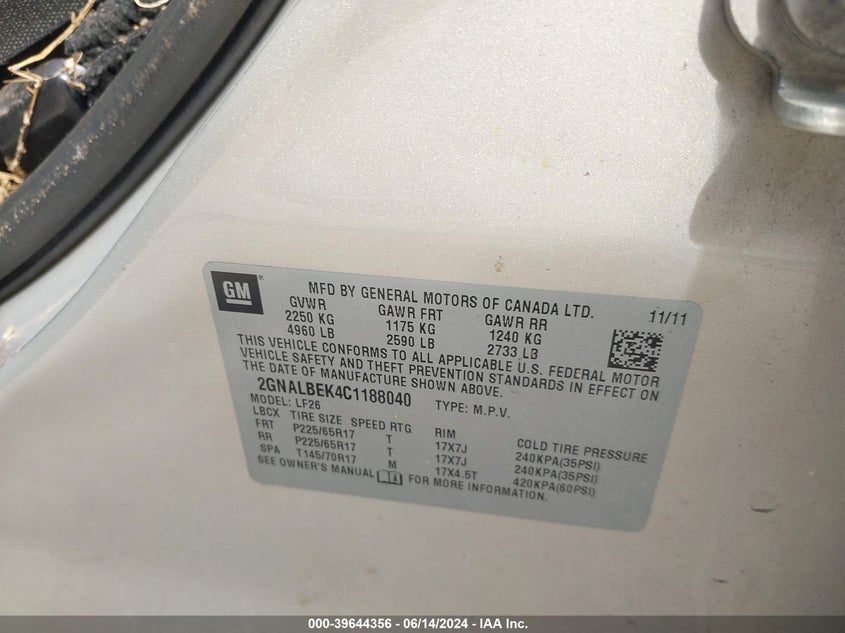 GM
MFD BY GENERAL MOTORS OF CANADA LTD. 11/11
GVWR GAWR FRT GAWR RR
2250 KG 1175 KG 1240 KG
4960 LB 2590 LB 2733 LB
THIS VEHICLE CONFORMS TO ALL APPLICABLE U.S. FEDERAL MOTOR
VEHICLE SAFETY AND THEFT PREVENTION STANDARDS IN EFFECT ON
THE DATE OF MANUFACTURE SHOWN ABOVE.
2GNALBEK4C1188040 TYPE: M.P.V.
MODEL: LF26
LBCX TIRE SIZE SPEED RTG RIM COLD TIRE PRESSURE
FRT P225/65R17 T 17X7J 240KPA(35PSI)
RR P225/65R17 T 17X7J 240KPA(35PSI)
SPA T145/70R17 M 17X4.5T 420KPA(60PSI)
SEE OWNER'S MANUAL FOR MORE INFORMATION.
000-39644356 - 06/14/2024 - IAA Inc.